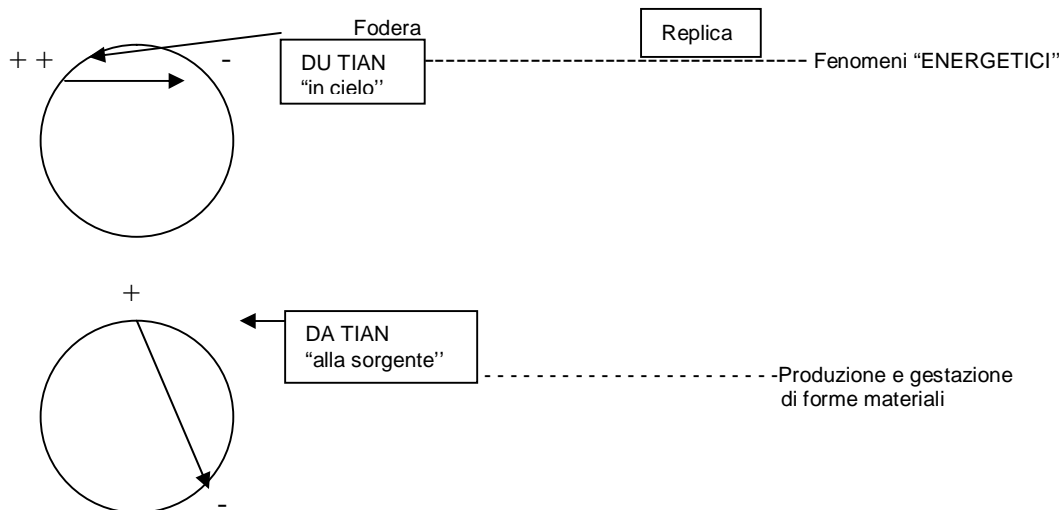 Fodera
Replica
+ +
-
DU TIAN
“in cielo’’
Fenomeni “ENERGETICI’’
+
DA TIAN
“alla sorgente’’
Produzione e gestazione
di forme materiali
-